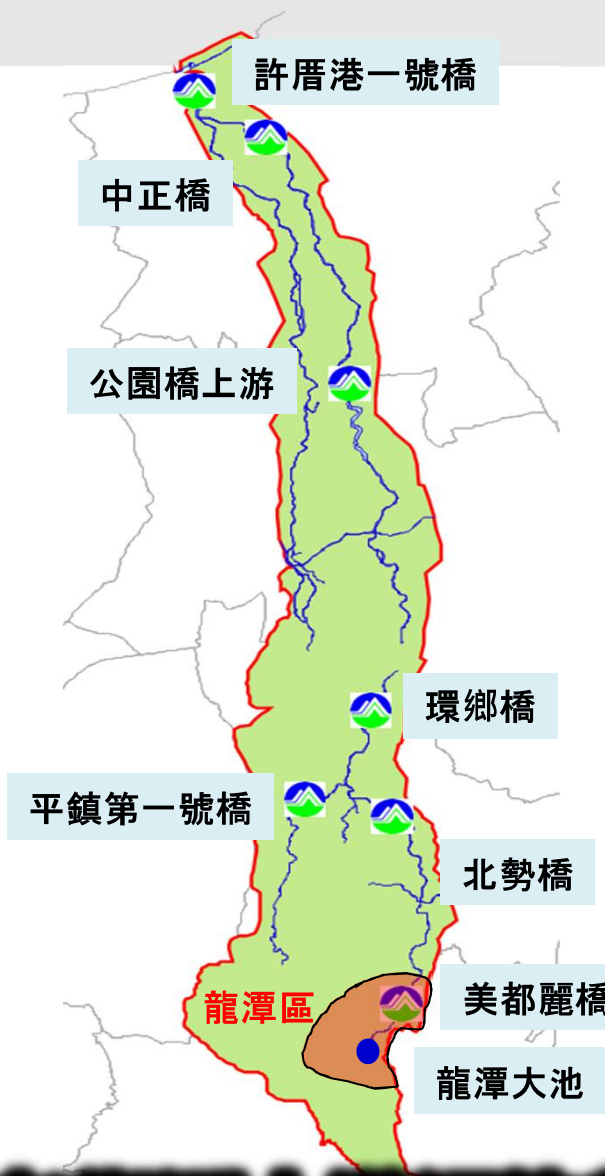 許厝港一號橋
中正橋
公園橋上游
環鄉橋
平鎮第一號橋
北勢橋
美都麗橋
龍潭區
龍潭大池